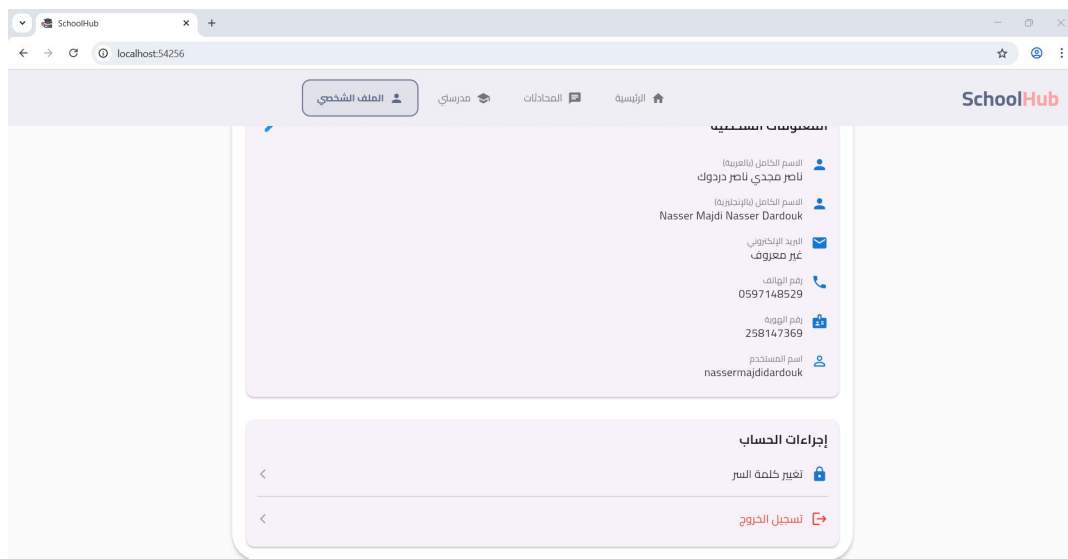 SchoolHub
localhost:54256
SchoolHub
الرئيسية
المحادثات
مدرستي
الملف الشخصي
المعلومات الشخصية
الاسم الكامل (بالعربية)
ناصر مجدي ناصر دردوك
الاسم الكامل (بالإنجليزية)
Nasser Majdi Nasser Dardouk
البريد الإلكتروني
غير معروف
رقم الهاتف
0597148529
رقم الهوية
258147369
اسم المستخدم
nassermajdidardouk
إجراءات الحساب
تغيير كلمة السر
تسجيل الخروج